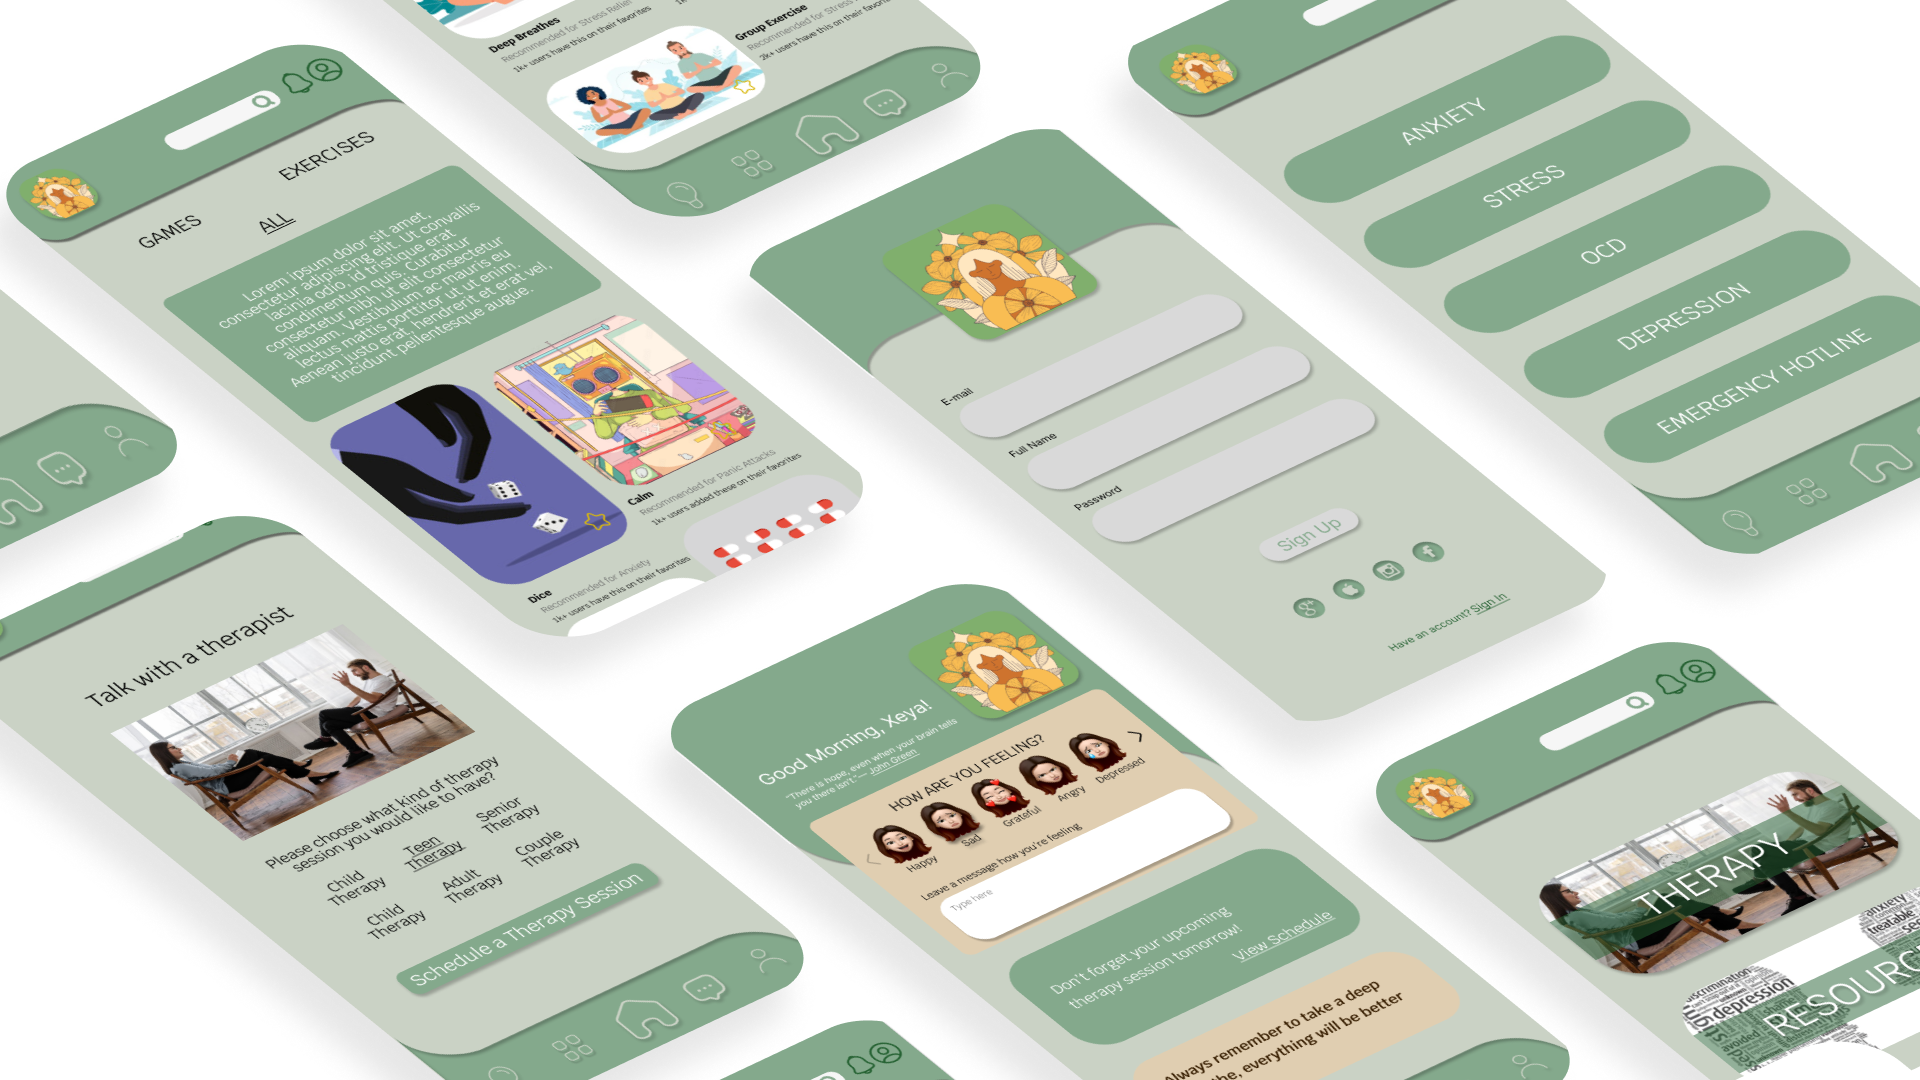 Deep Breathes
Recommended for Stress Relief
1k+ users have this on their favorites
Group Exercise
Recommended for Stress
2k+ users have this on their favorites
EXERCISES
GAMES
ALL
Lorem ipsum dolor sit amet,
consectetur adipiscing elit. Ut convallis
lacinia odio, id tristique erat
condimentum quis. Curabitur
consectetur nibh ut elit consectetur
aliquam. Vestibulum ac mauris eu
lectus mattis porttitor ut ut enim.
Aenean justo erat, hendrerit et erat vel,
tincidunt pellentesque augue.
Calm
Recommended for Panic Attacks
1k+ users added these on their favorites
Dice
Recommended for Anxiety
1k+ users have this on their favorites
E-mail
Full Name
Password
Sign Up
Have an account? Sign In
ANXIETY
STRESS
OCD
DEPRESSION
EMERGENCY HOTLINE
Talk with a therapist
Please choose what kind of therapy
session you would like to have?
Child
Therapy
Teen
Therapy
Senior
Therapy
Child
Therapy
Adult
Therapy
Couple
Therapy
Schedule a Therapy Session
Good Morning, Xeya!
"There is hope, even when your brain tells
you there isn't."— John Green
HOW ARE YOU FEELING?
Happy
Sad
Grateful
Angry
Depressed
Leave a message how you're feeling
Type here
Don't forget your upcoming
therapy session tomorrow!
View Schedule
Always remember to take a deep
everything will be better
THERAPY
RESOURC
anxiety
treatable
discrimination
depression
avoided